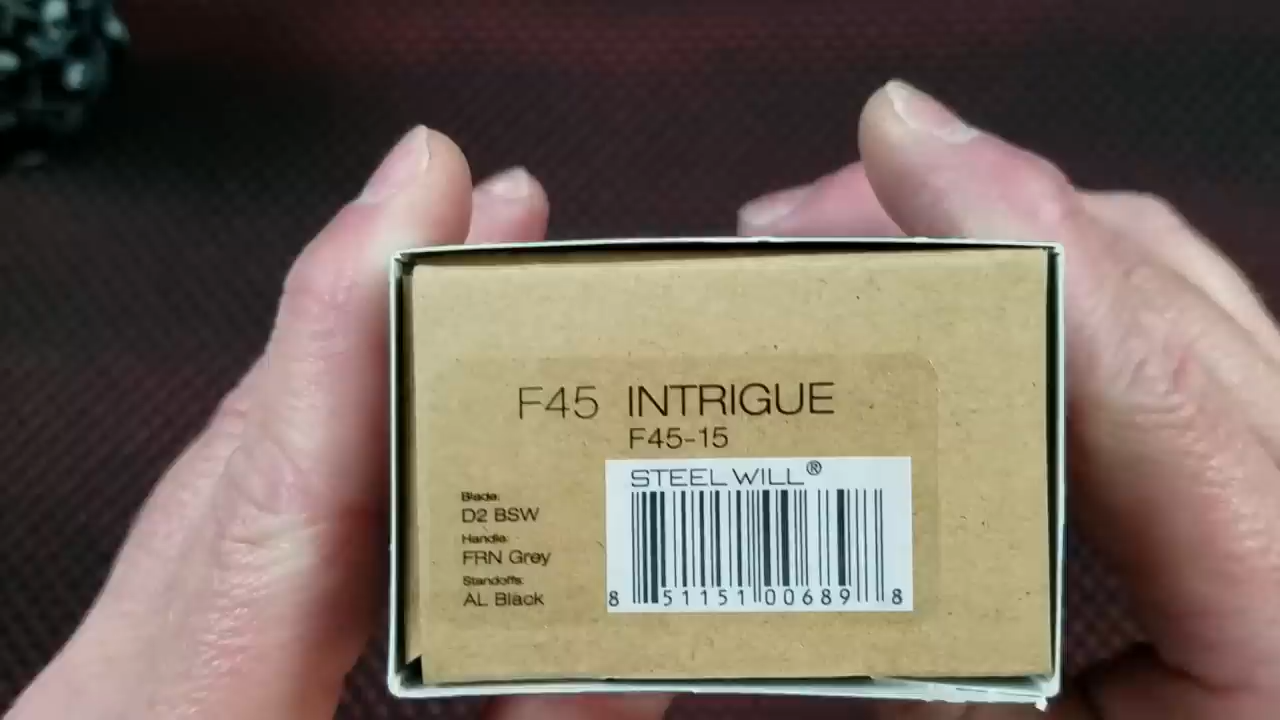 F45 INTRIGUE
F45-15
STEEL WILL®
Blade:
D2 BSW
Handle:
FRN Grey
Standoffs:
AL Black
8 51151 00689 8